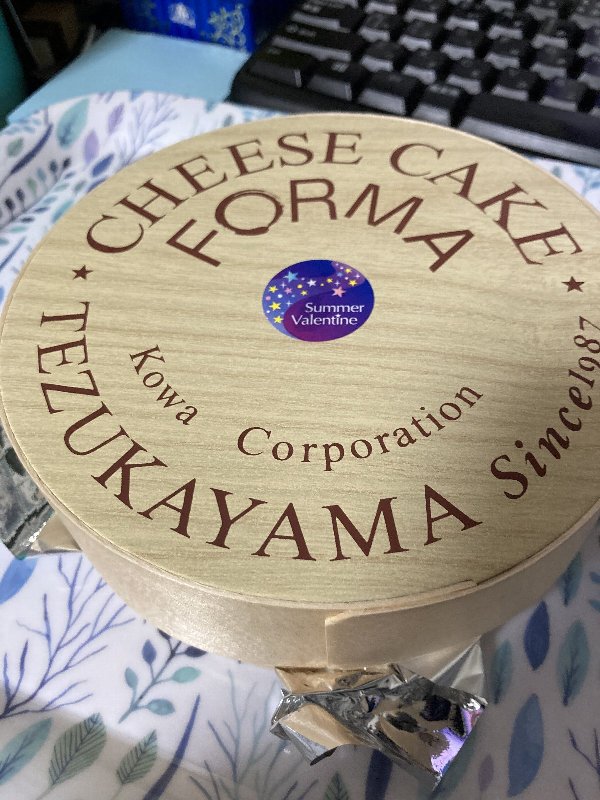 CHEESE CAKE
FORMA
Summer
Valentine
Kowa Corporation
TEZUKAYAMA Since1987